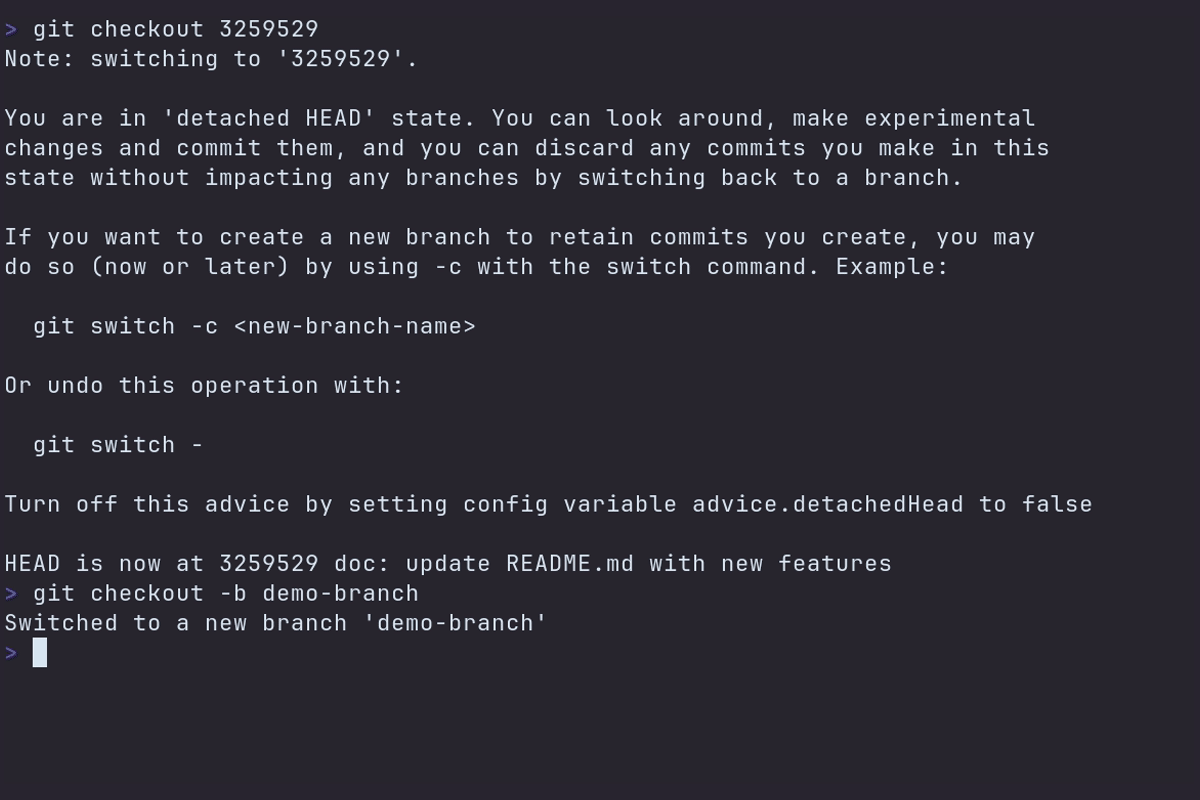 > git checkout 3259529
Note: switching to '3259529'.
You are in 'detached HEAD' state. You can look around, make experimental
changes and commit them, and you can discard any commits you make in this
state without impacting any branches by switching back to a branch.
If you want to create a new branch to retain commits you create, you may
do so (now or later) by using -c with the switch command. Example:
git switch -c <new-branch-name>
Or undo this operation with:
git switch -
Turn off this advice by setting config variable advice.detachedHead to false
HEAD is now at 3259529 doc: update README.md with new features
> git checkout -b demo-branch
Switched to a new branch 'demo-branch'
>